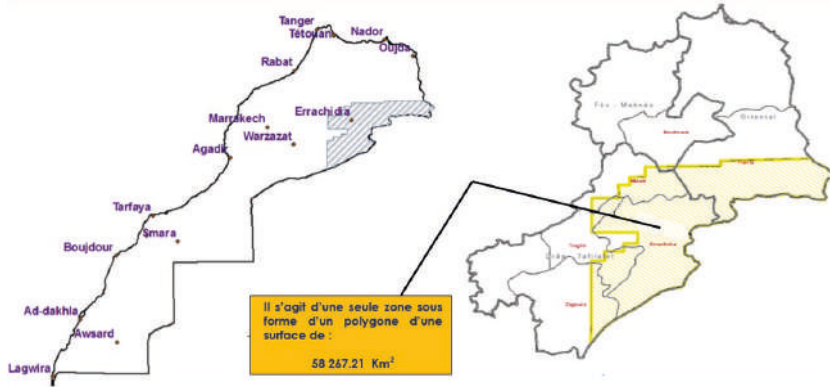 Tanger
Tétouan
Nador
Oujda
Rabat
Errachidia
Marrakech
Warzazat
Agadir
Tarfaya
Smara
Boujdour
Ad-dakhla
Awsard
Lagwira
Fès - Meknès
Oriental
Drâa - Tafilalet
Il s'agit d'une seule zone sous
forme d'un polygone d'une
surface de :
58 267.21 Km²